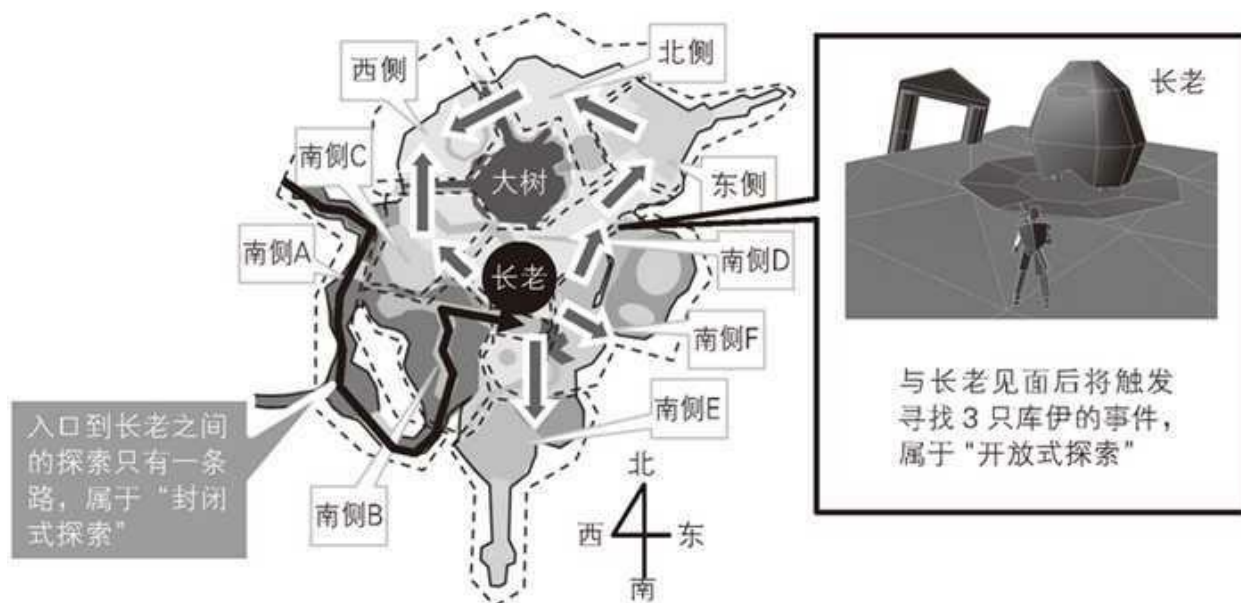 北侧
西侧
南侧C
大树
东侧
南侧A
南侧D
长老
南侧F
南侧E
南侧B
入口到长老之间
的探索只有一条
路，属于“封闭
式探索”
北
西
东
南
长老
与长老见面后将触发
寻找3只库伊的事件，
属于“开放式探索”